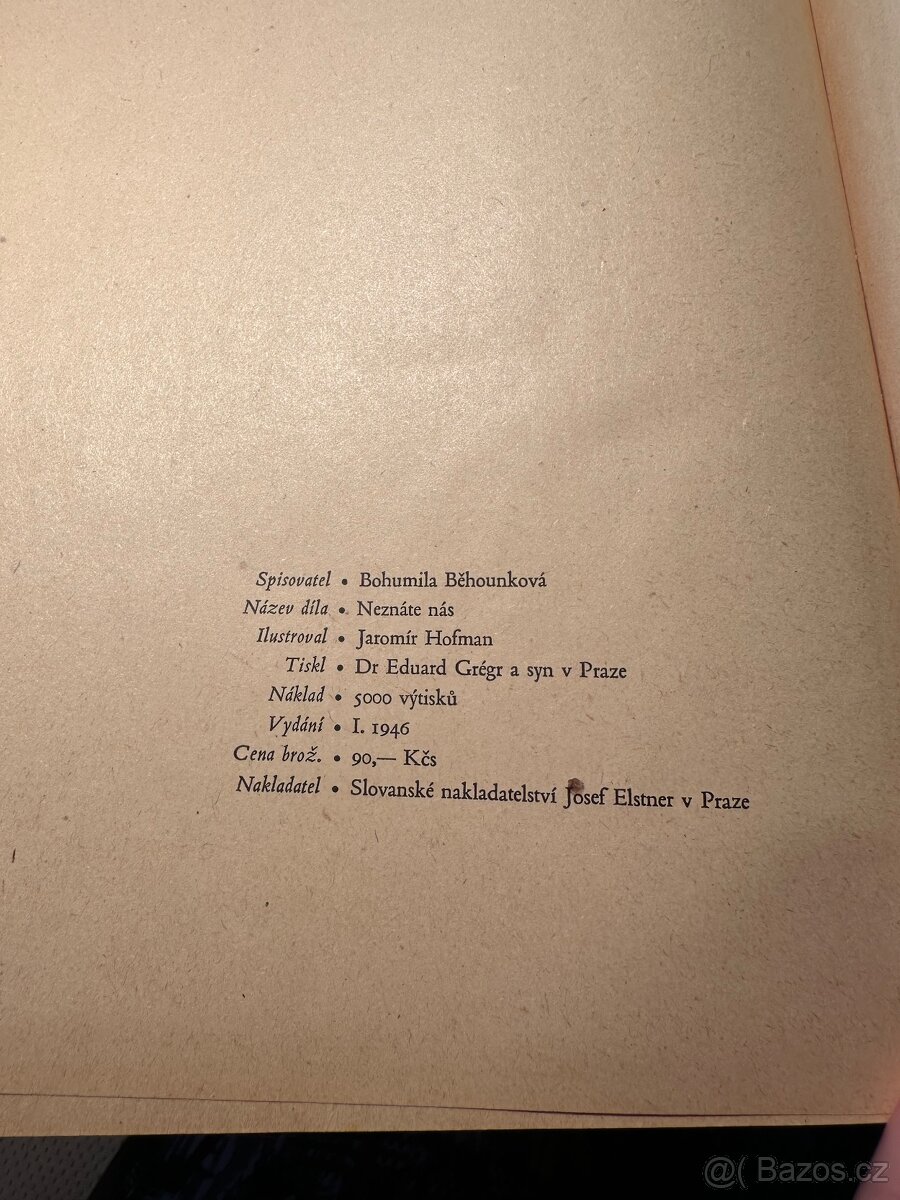 Spisovatel • Bohumila Běhounková
Název díla • Neznáte nás
Ilustroval • Jaromír Hofman
Tiskl • Dr Eduard Grégr a syn v Praze
Náklad • 5000 výtisků
Vydání • I. 1946
Cena brož. • 90,— Kčs
Nakladatel • Slovanské nakladatelství Josef Elstner v Praze
@( Bazos.cz